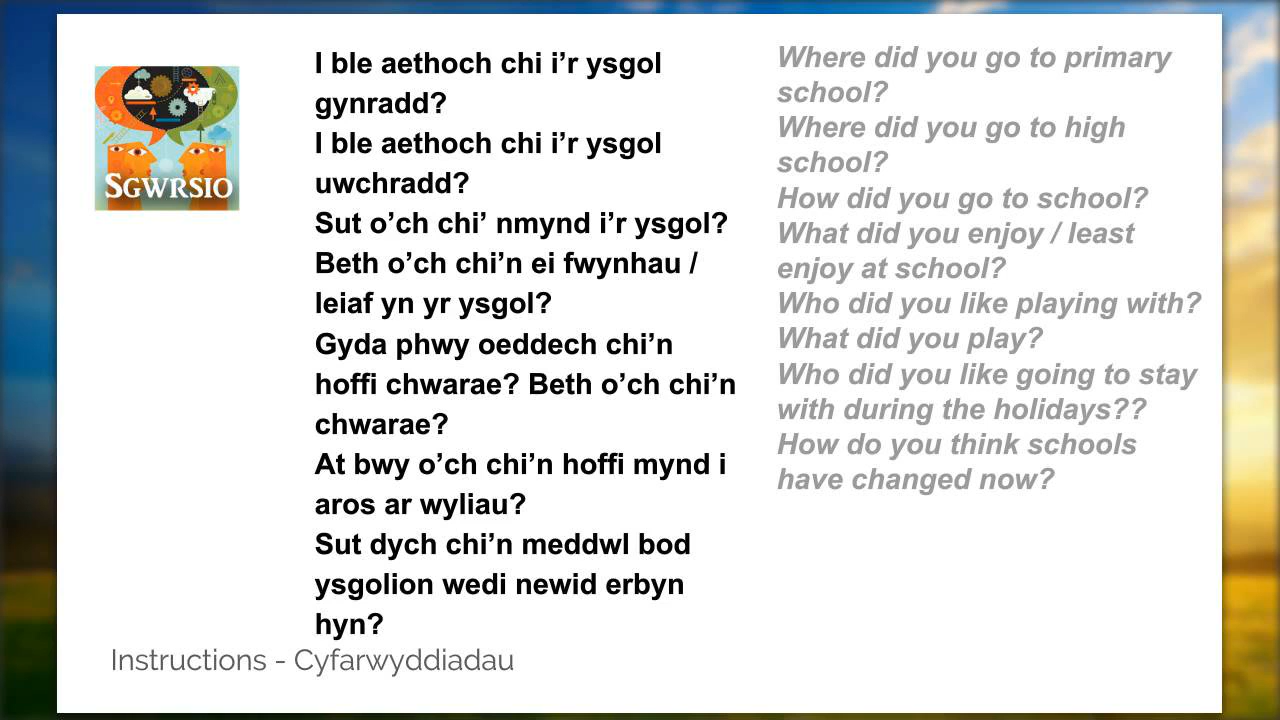 SGWRSIO
I ble aethoch chi i’r ysgol
gynradd?
I ble aethoch chi i’r ysgol
uwchradd?
Sut o’ch chi’ nmynd i’r ysgol?
Beth o’ch chi’n ei fwynhau /
leiaf yn yr ysgol?
Gyda phwy oeddech chi’n
hoffi chwarae? Beth o’ch chi’n
chwarae?
At bwy o’ch chi’n hoffi mynd i
aros ar wyliau?
Sut dych chi’n meddwl bod
ysgolion wedi newid erbyn
hyn?
Where did you go to primary
school?
Where did you go to high
school?
How did you go to school?
What did you enjoy / least
enjoy at school?
Who did you like playing with?
What did you play?
Who did you like going to stay
with during the holidays??
How do you think schools
have changed now?
Instructions - Cyfarwyddiadau